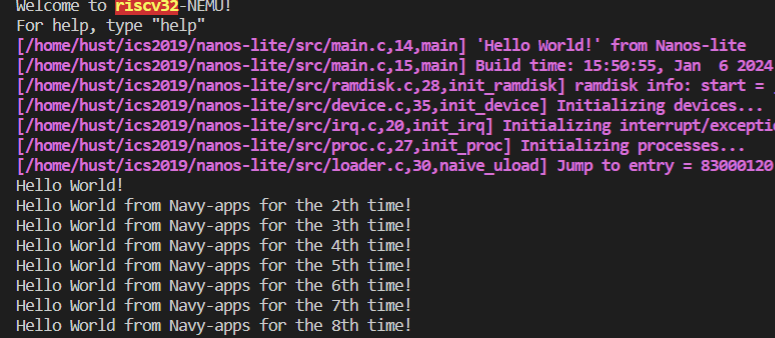 Welcome to riscv32-NEMU!
For help, type "help"
[/home/hust/ics2019/nanos-lite/src/main.c,14,main] 'Hello World!' from Nanos-lite
[/home/hust/ics2019/nanos-lite/src/main.c,15,main] Build time: 15:50:55, Jan  6 2024
[/home/hust/ics2019/nanos-lite/src/ramdisk.c,28,init_ramdisk] ramdisk info: start =
[/home/hust/ics2019/nanos-lite/src/device.c,35,init_device] Initializing devices...
[/home/hust/ics2019/nanos-lite/src/irq.c,20,init_irq] Initializing interrupt/excepti
[/home/hust/ics2019/nanos-lite/src/proc.c,27,init_proc] Initializing processes...
[/home/hust/ics2019/nanos-lite/src/loader.c,30,naive_uload] Jump to entry = 83000120
Hello World!
Hello World from Navy-apps for the 2th time!
Hello World from Navy-apps for the 3th time!
Hello World from Navy-apps for the 4th time!
Hello World from Navy-apps for the 5th time!
Hello World from Navy-apps for the 6th time!
Hello World from Navy-apps for the 7th time!
Hello World from Navy-apps for the 8th time!